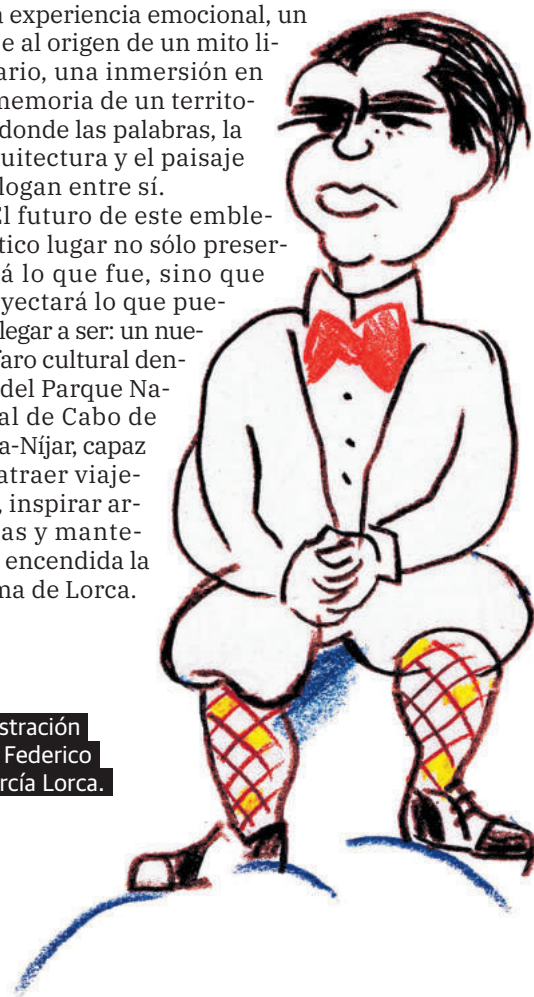 a experiencia emocional, un
e al origen de un mito li-
ario, una inmersión en
memoria de un territo-
donde las palabras, la
uitectura y el paisaje
logan entre sí.
El futuro de este emble-
tico lugar no sólo preser-
á lo que fue, sino que
yectará lo que pue-
llegar a ser: un nue-
faro cultural den-
del Parque Na-
al de Cabo de
a-Níjar, capaz
atraer viaje-
, inspirar ar-
as y mante-
encendida la
ma de Lorca.
stración
Federico
rcía Lorca.